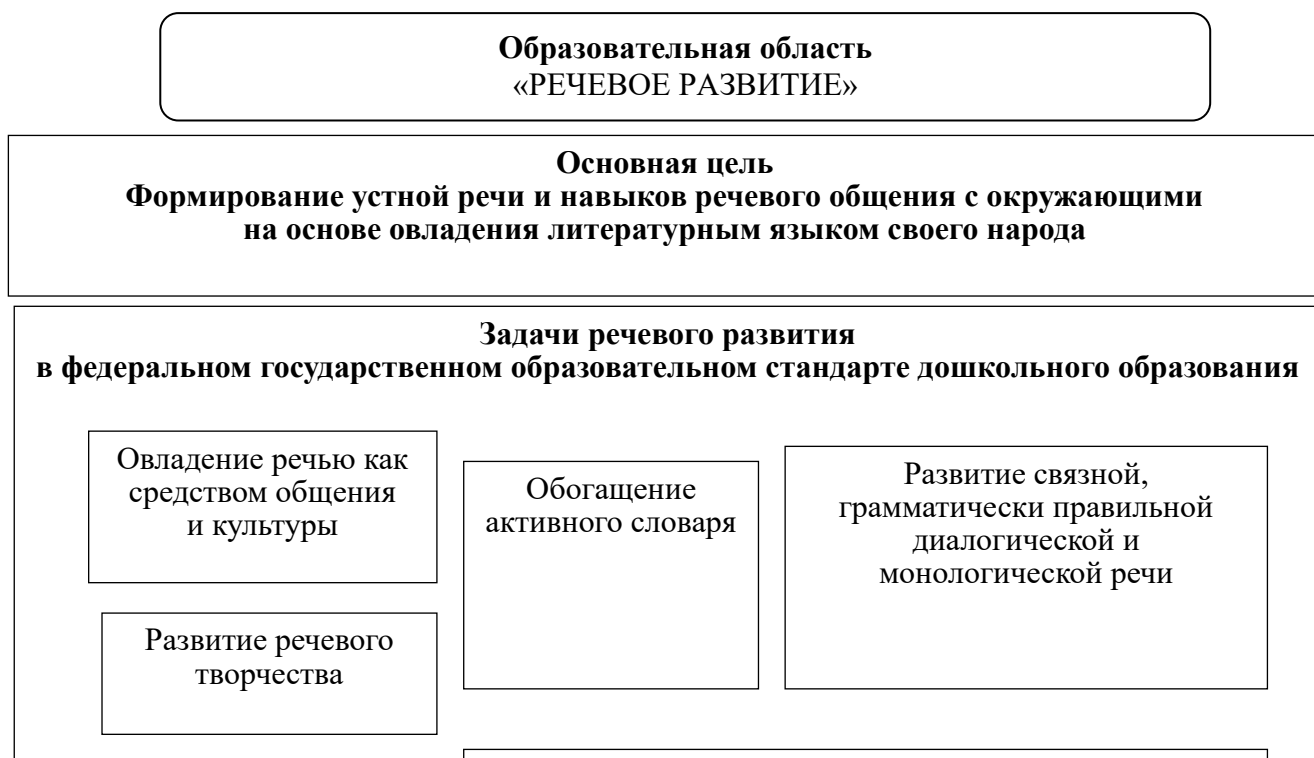 Образовательная область
«РЕЧЕВОЕ РАЗВИТИЕ»
Основная цель
Формирование устной речи и навыков речевого общения с окружающими
на основе овладения литературным языком своего народа
Задачи речевого развития
в федеральном государственном образовательном стандарте дошкольного образования
Овладение речью как
средством общения
и культуры
Обогащение
активного словаря
Развитие связной,
грамматически правильной
диалогической и
монологической речи
Развитие речевого
творчества